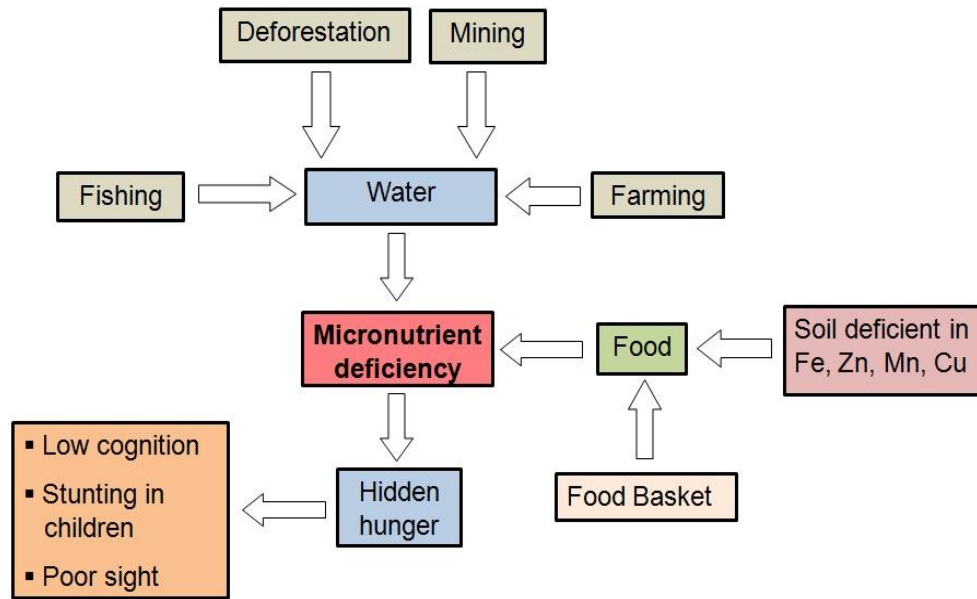 Deforestation
Mining
Fishing
Water
Farming
Micronutrient
deficiency
Food
Soil deficient in
Fe, Zn, Mn, Cu
▪ Low cognition
▪ Stunting in
children
▪ Poor sight
Hidden
hunger
Food Basket